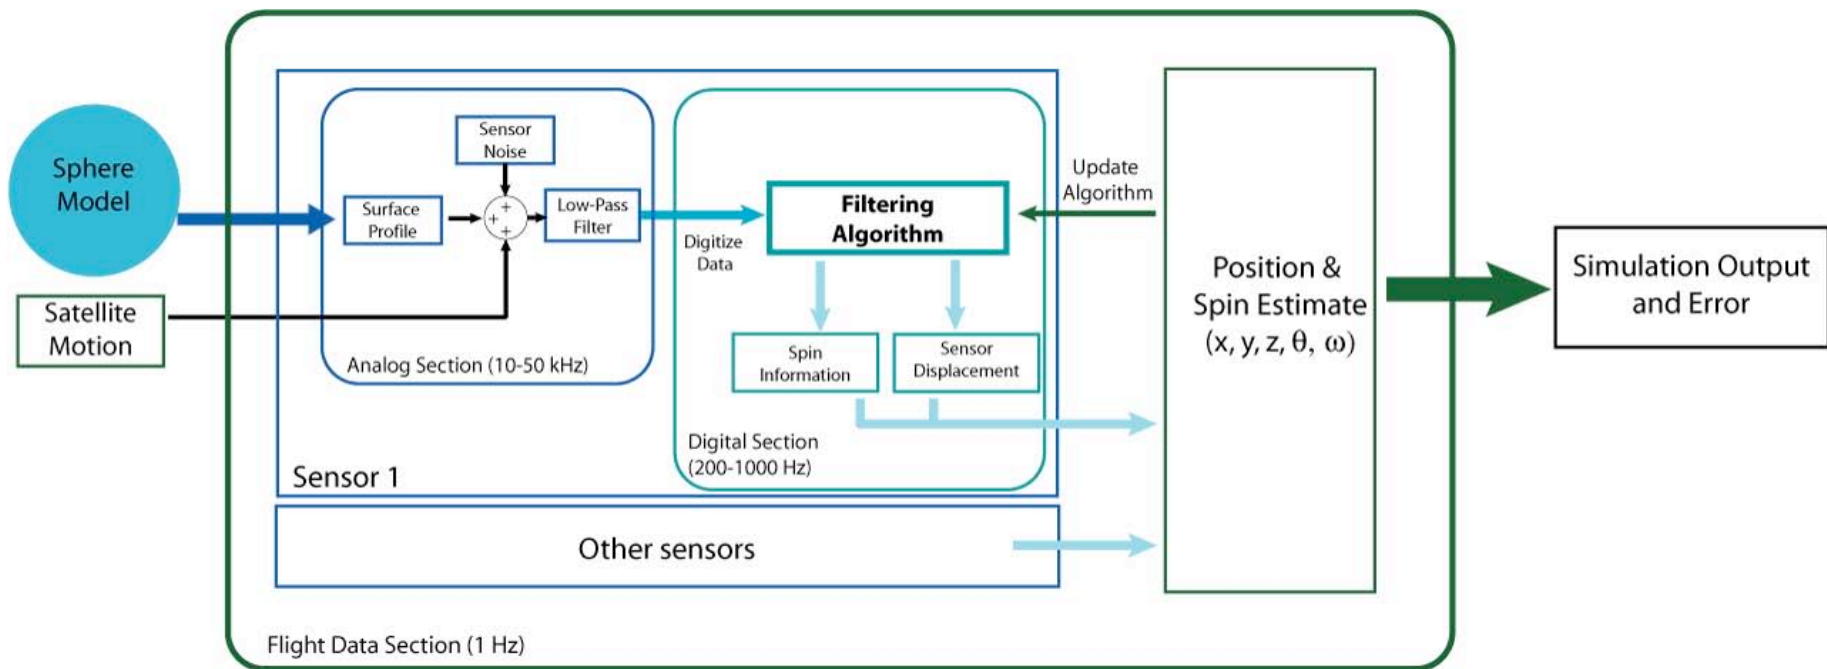 Sphere
Model
Satellite
Motion
Sensor
Noise
Surface
Profile
+
+
+
Low-Pass
Filter
Analog Section (10-50 kHz)
Digitize
Data
Filtering
Algorithm
Spin
Information
Sensor
Displacement
Digital Section
(200-1000 Hz)
Sensor 1
Other sensors
Update
Algorithm
Position &
Spin Estimate
(x, y, z, θ, ω)
Flight Data Section (1 Hz)
Simulation Output
and Error